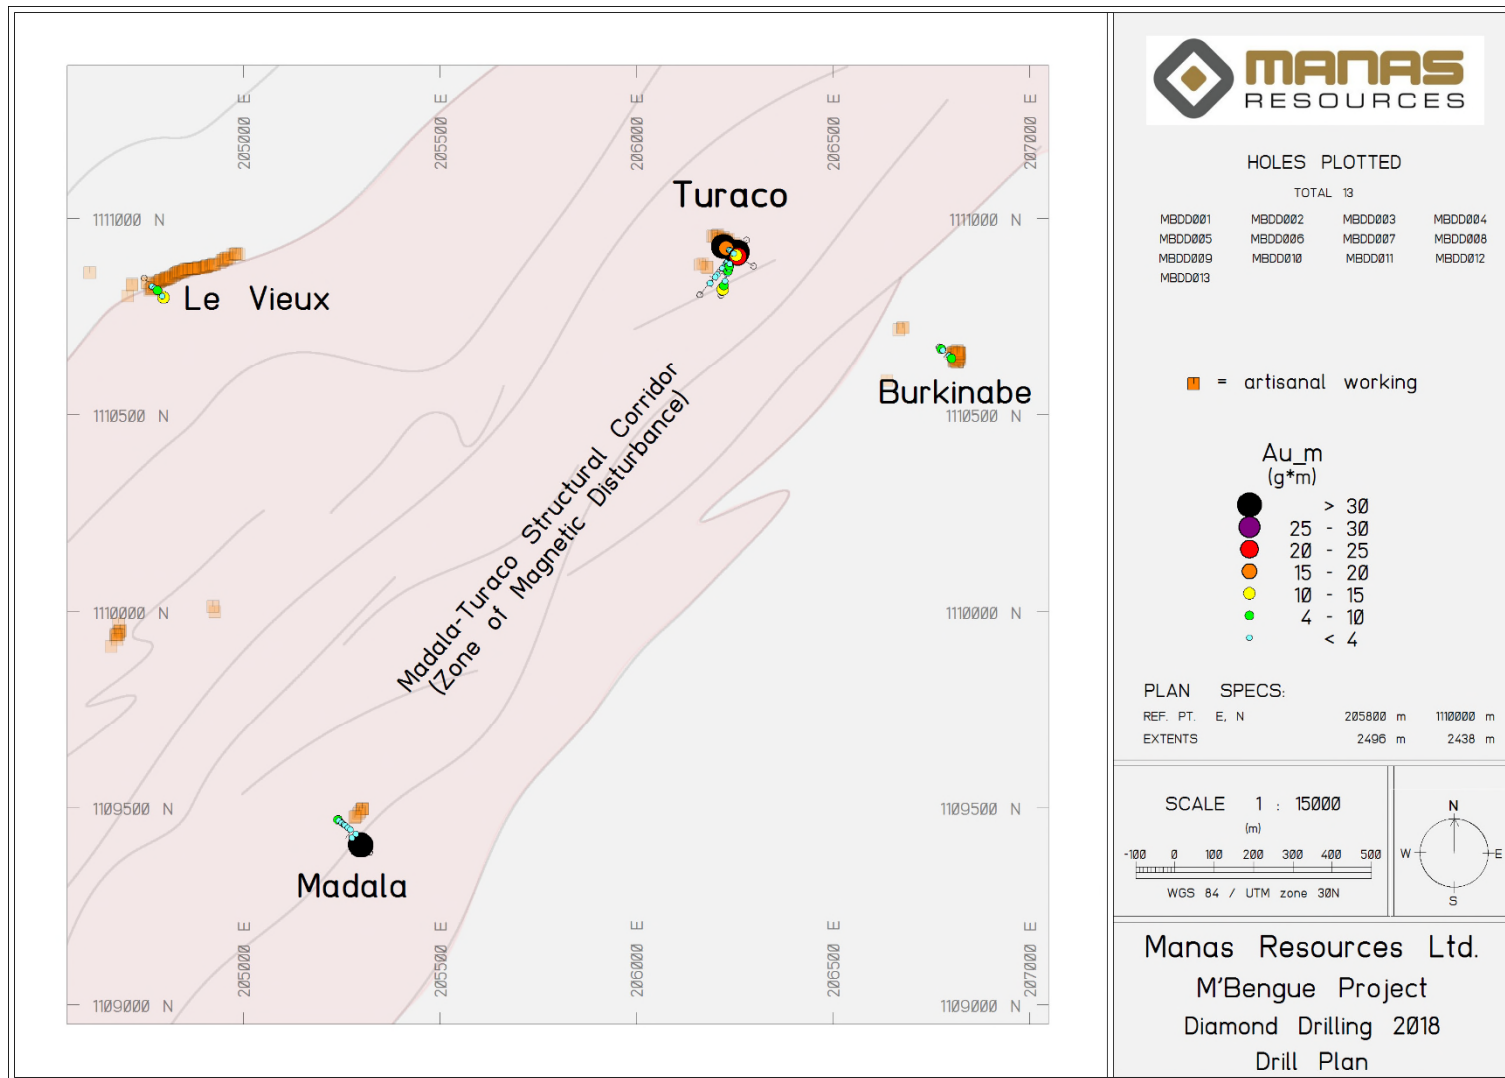 205000 E
205500 E
206000 E
206500 E
207000 E
1111000 N
1111000 N
Turaco
Le Vieux
Burkinabe
1110500 N
1110500 N
Madala-Turaco Structural Corridor
(Zone of Magnetic Disturbance)
1110000 N
1110000 N
1109500 N
1109500 N
Madala
205000 E
205500 E
206000 E
206500 E
207000 E
1109000 N
1109000 N
MANAS
RESOURCES
HOLES PLOTTED
TOTAL 13
MBDD001 MBDD002 MBDD003 MBDD004
MBDD005 MBDD006 MBDD007 MBDD008
MBDD009 MBDD010 MBDD011 MBDD012
MBDD013
= artisanal working
Au_m
(g*m)
> 30
25 - 30
20 - 25
15 - 20
10 - 15
4 - 10
< 4
PLAN SPECS:
REF. PT. E, N 205800 m 1110000 m
EXTENTS 2496 m 2438 m
SCALE 1 : 15000
(m)
-100 0 100 200 300 400 500
WGS 84 / UTM zone 30N
N
W E
S
Manas Resources Ltd.
M'Bengue Project
Diamond Drilling 2018
Drill Plan